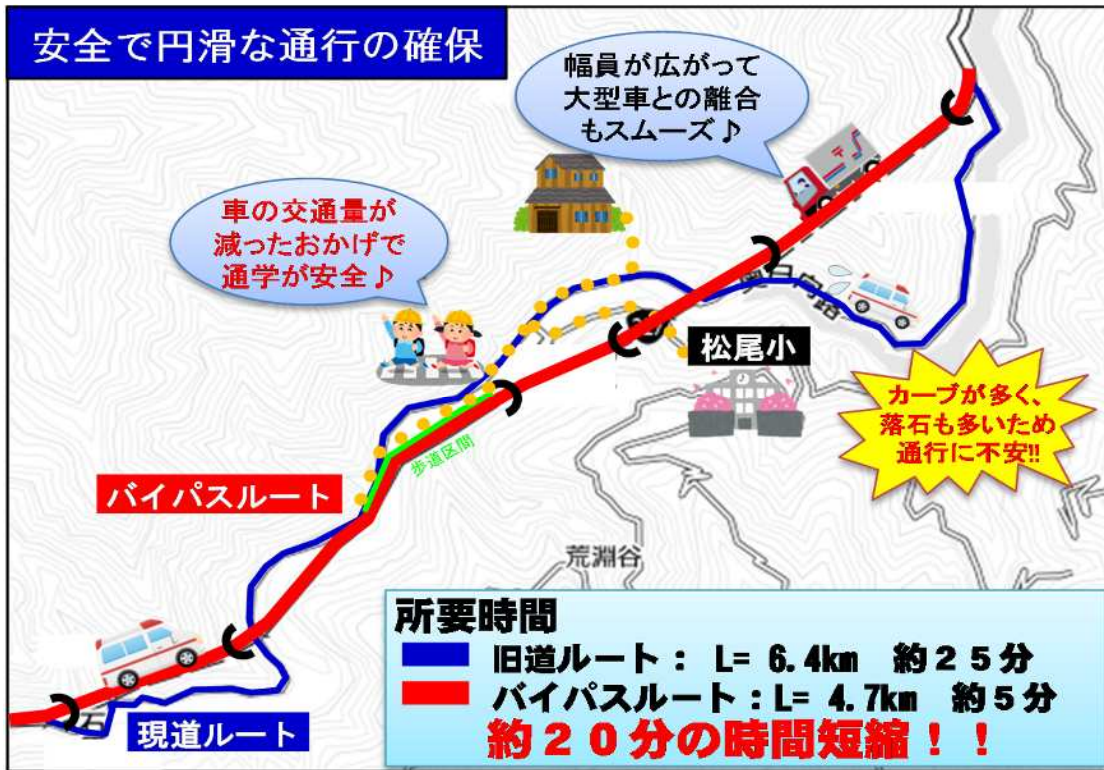 安全で円滑な通行の確保
幅員が広がって
大型車との離合
もスムーズ♪
車の交通量が
減ったおかげで
通学が安全♪
奥日向路
松尾小
カーブが多く、
落石も多いため
通行に不安!!
歩道区間
バイパスルート
荒淵谷
所要時間
旧道ルート： L= 6.4km 約２５分
バイパスルート：L= 4.7km 約５分
約２０分の時間短縮！！
石
現道ルート